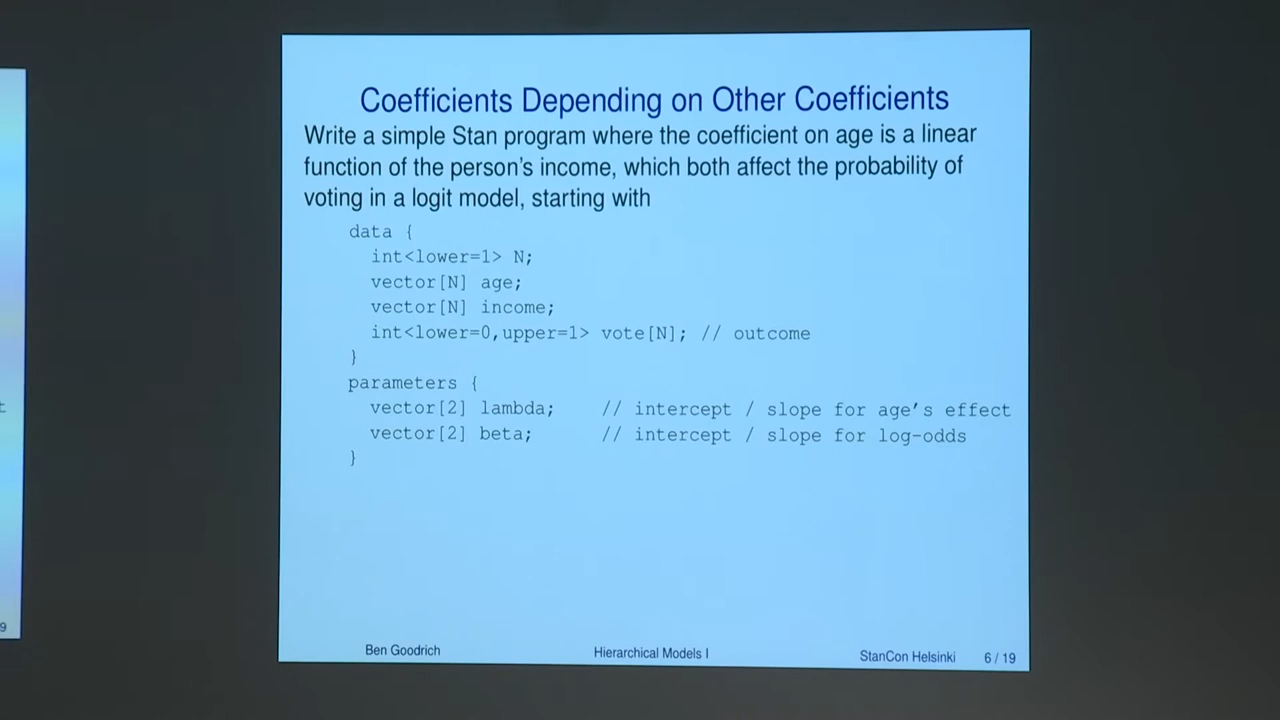 Coefficients Depending on Other Coefficients
Write a simple Stan program where the coefficient on age is a linear
function of the person's income, which both affect the probability of
voting in a logit model, starting with
data {
int<lower=1> N;
vector[N] age;
vector[N] income;
int<lower=0,upper=1> vote[N]; // outcome
}
parameters {
vector[2] lambda; // intercept / slope for age's effect
vector[2] beta; // intercept / slope for log-odds
}
Ben Goodrich Hierarchical Models I StanCon Helsinki 6 / 19
t
9